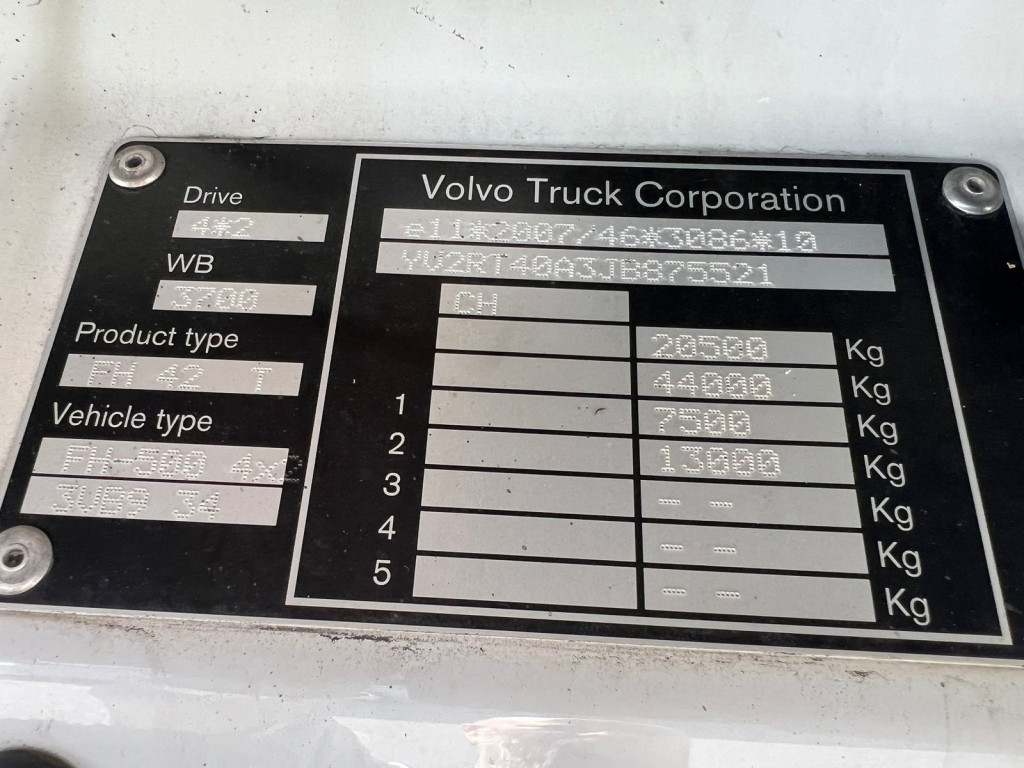 Drive
4*2
WB
3700
Product type
FH 42 T
Vehicle type
FH-500 4x2
3VB9 34
Volvo Truck Corporation
e11*2007/46*3086*10
YV2RT40A3JB875521
CH
20500 Kg
44000 Kg
1 7500 Kg
2 13000 Kg
3 -- -- Kg
4 -- -- Kg
5 -- -- Kg